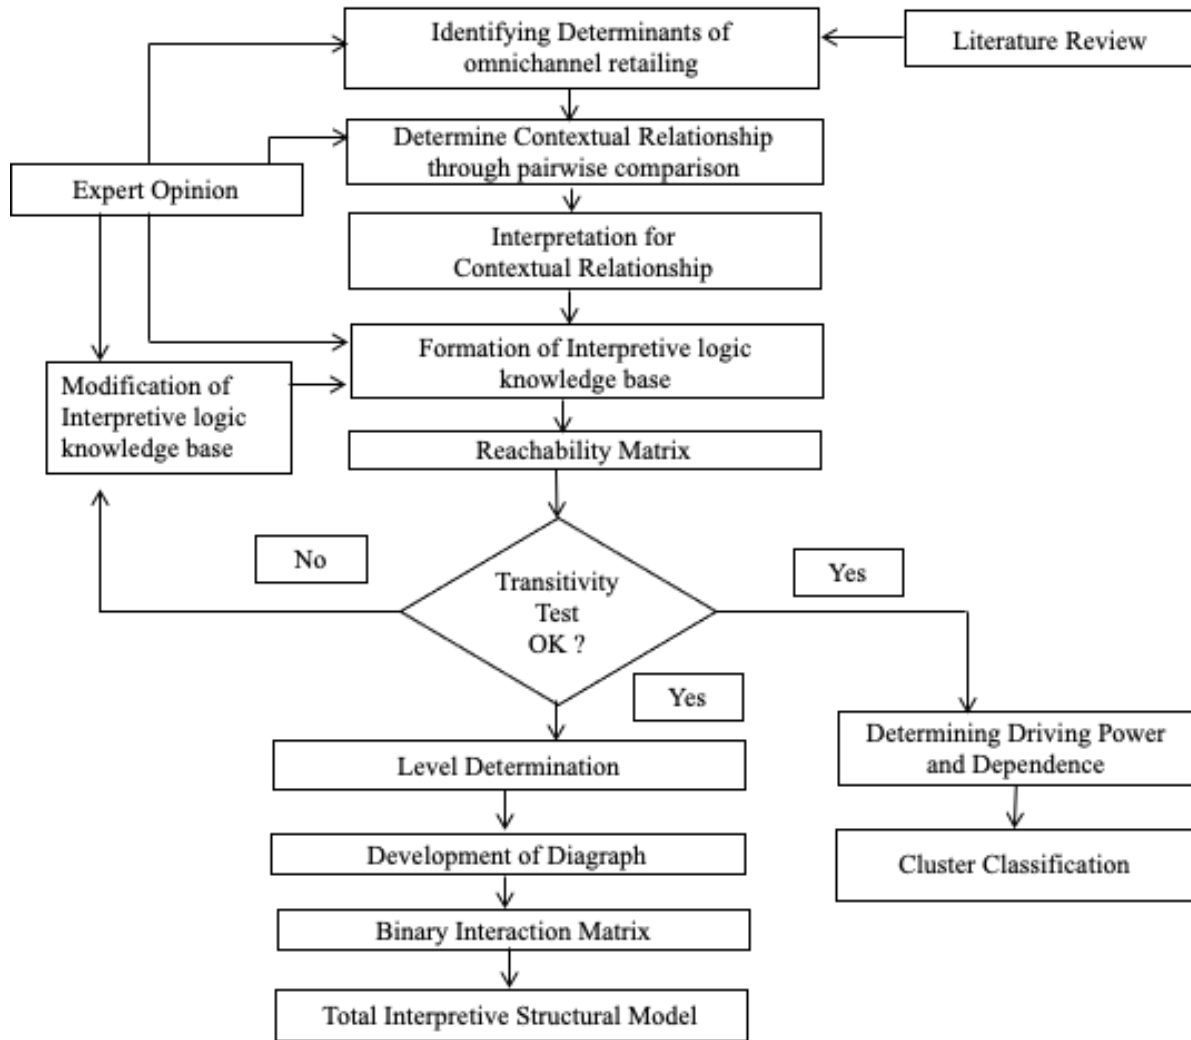 Identifying Determinants of
omnichannel retailing
Literature Review
Determine Contextual Relationship
through pairwise comparison
Expert Opinion
Interpretation for
Contextual Relationship
Formation of Interpretive logic
knowledge base
Modification of
Interpretive logic
knowledge base
Reachability Matrix
No
Transitivity
Test
OK ?
Yes
Yes
Determining Driving Power
and Dependence
Level Determination
Development of Diagraph
Cluster Classification
Binary Interaction Matrix
Total Interpretive Structural Model